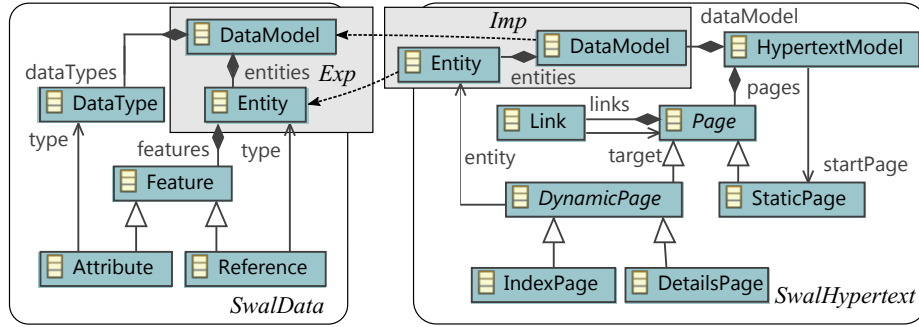 Imp
dataModel
DataModel
DataModel
HypertextModel
Entity
dataTypes
entities
Exp
entities
pages
DataType
Entity
links
Link
Page
type
features
type
entity
target
startPage
Feature
DynamicPage
StaticPage
Attribute
Reference
IndexPage
DetailsPage
SwalData
SwalHypertext